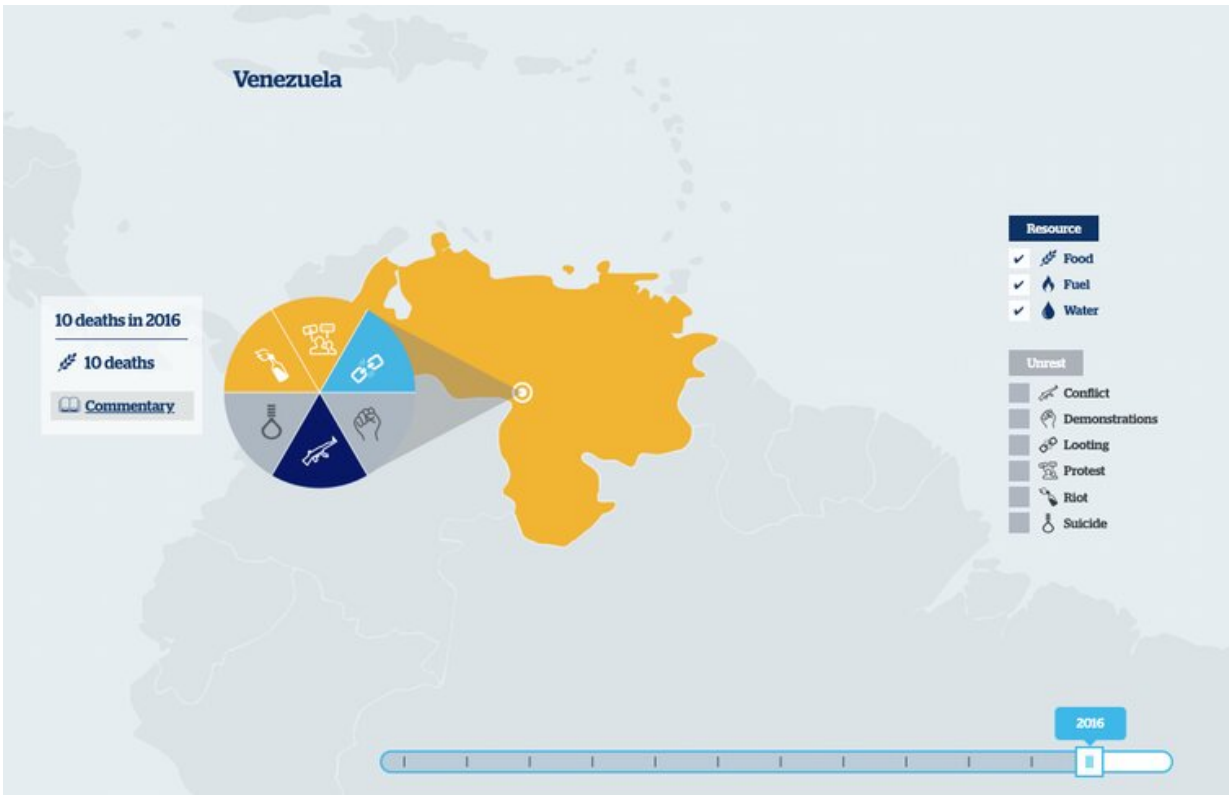 Venezuela
10 deaths in 2016
10 deaths
Commentary
Resource
Food
Fuel
Water
Unrest
Conflict
Demonstrations
Looting
Protest
Riot
Suicide
2016